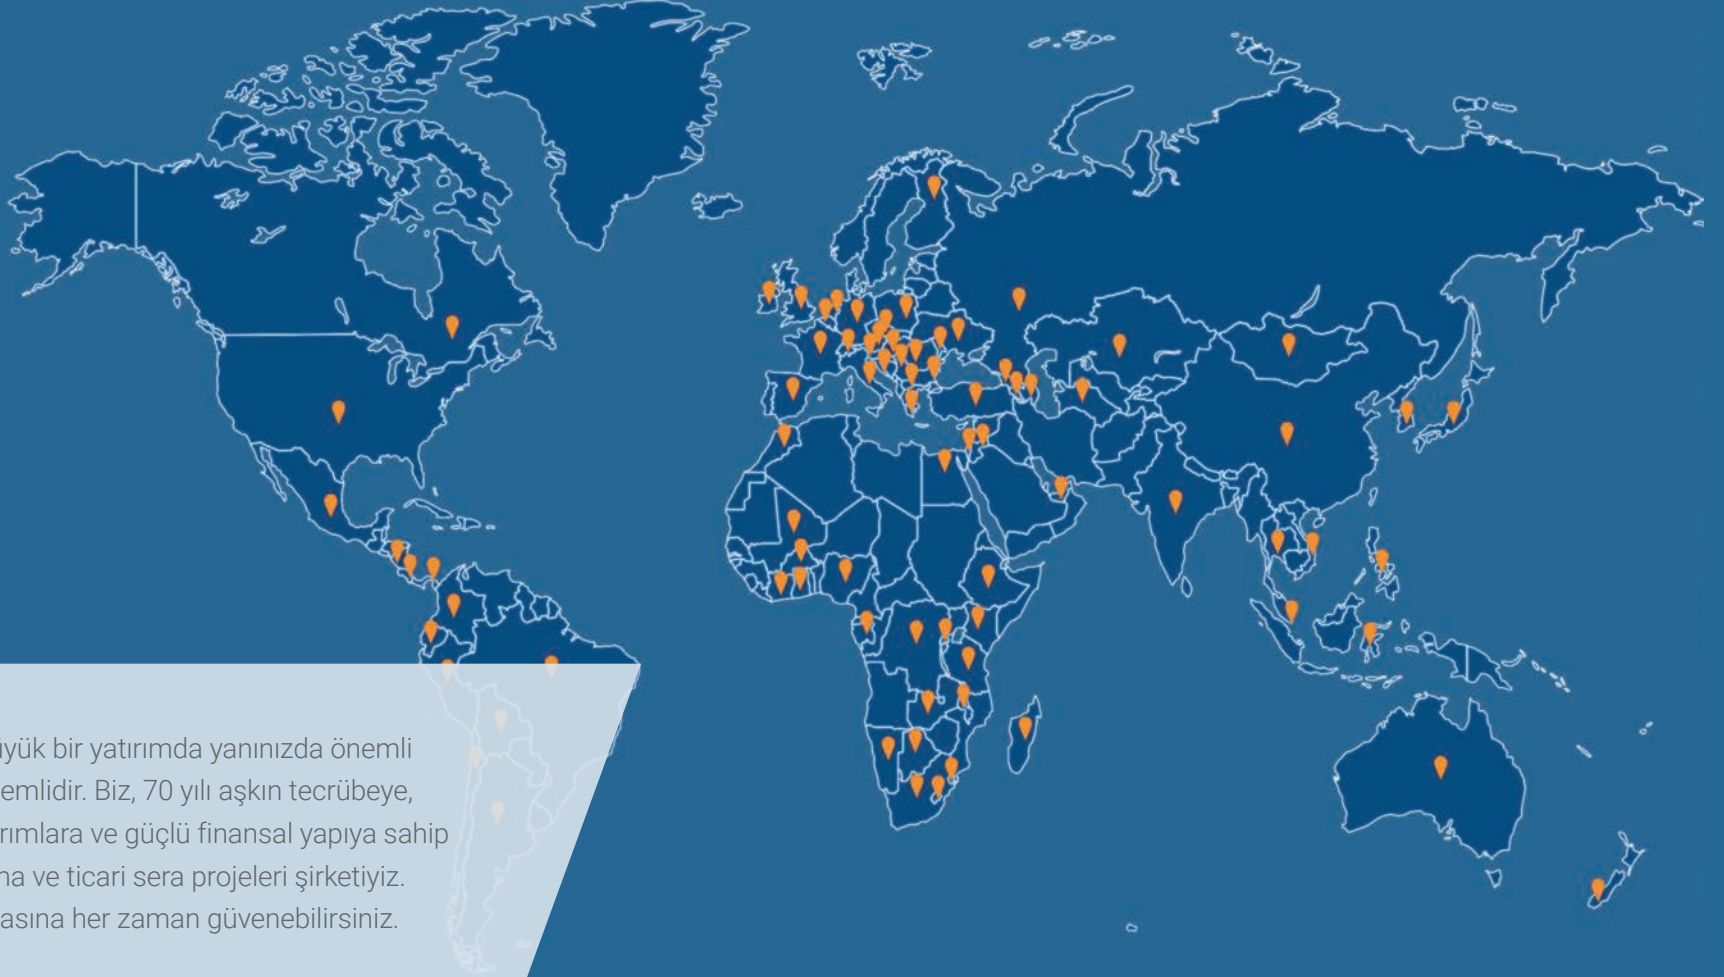 üyük bir yatırımda yanınızda önemli
emlidir. Biz, 70 yılı aşkın tecrübeye,
ırımlara ve güçlü finansal yapıya sahip
na ve ticari sera projeleri şirketiyiz.
asına her zaman güvenebilirsiniz.